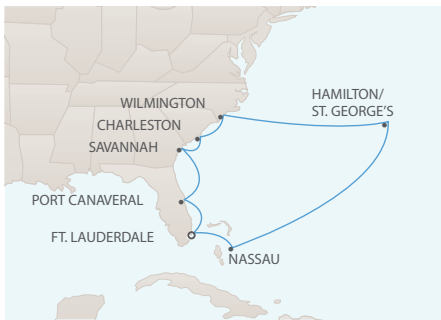 HAMILTON/
ST. GEORGE'S
WILMINGTON
CHARLESTON
SAVANNAH
PORT CANAVERAL
FT. LAUDERDALE
NASSAU